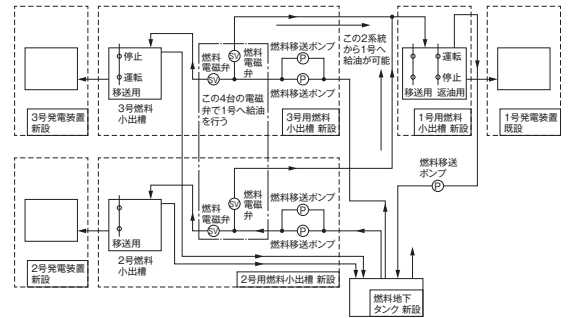 停止
運転
移送用
3号燃料
小出槽
3号発電装置
新設
燃料
電磁弁
SV
SV
燃料
電磁
弁
燃料移送ポンプ
P
P
燃料移送ポンプ
この4台の電磁
弁で1号へ給油
を行う
3号用燃料
小出槽 新設
この2系統
から1号へ
給油が可能
運転
停止
移送用
返油用
1号用燃料
小出槽 新設
1号発電装置
既設
燃料移送
ポンプ
P
移送用
2号燃料
小出槽
2号発電装置
新設
燃料
電磁弁
SV
SV
燃料
電磁
弁
燃料移送ポンプ
P
P
燃料移送ポンプ
2号用燃料小出槽 新設
燃料地下
タンク 新設